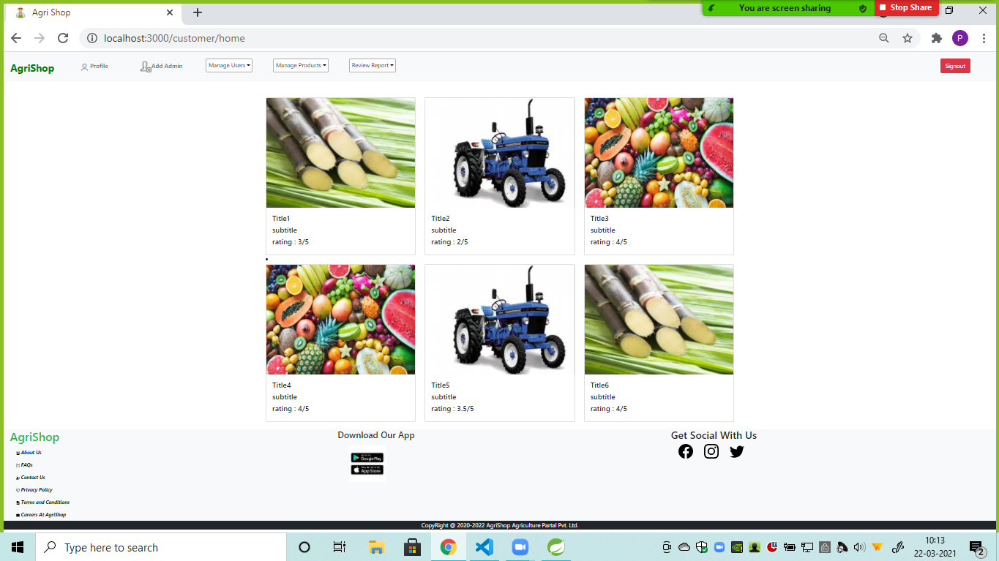 Agri Shop
You are screen sharing
Stop Share
localhost:3000/customer/home
P
AgriShop
Profile
Add Admin
Manage Users
Manage Products
Review Report
Signout
Title1
subtitle
rating : 3/5
Title2
subtitle
rating : 2/5
Title3
subtitle
rating : 4/5
Title4
subtitle
rating : 4/5
Title5
subtitle
rating : 3.5/5
Title6
subtitle
rating : 4/5
AgriShop
About Us
FAQs
Contact Us
Privacy Policy
Terms and Conditions
Careers At AgriShop
Download Our App
Google Play
App Store
Get Social With Us
CopyRight @ 2020-2022 AgriShop Agriculture Partal Pvt. Ltd.
Type here to search
10:13
22-03-2021
2